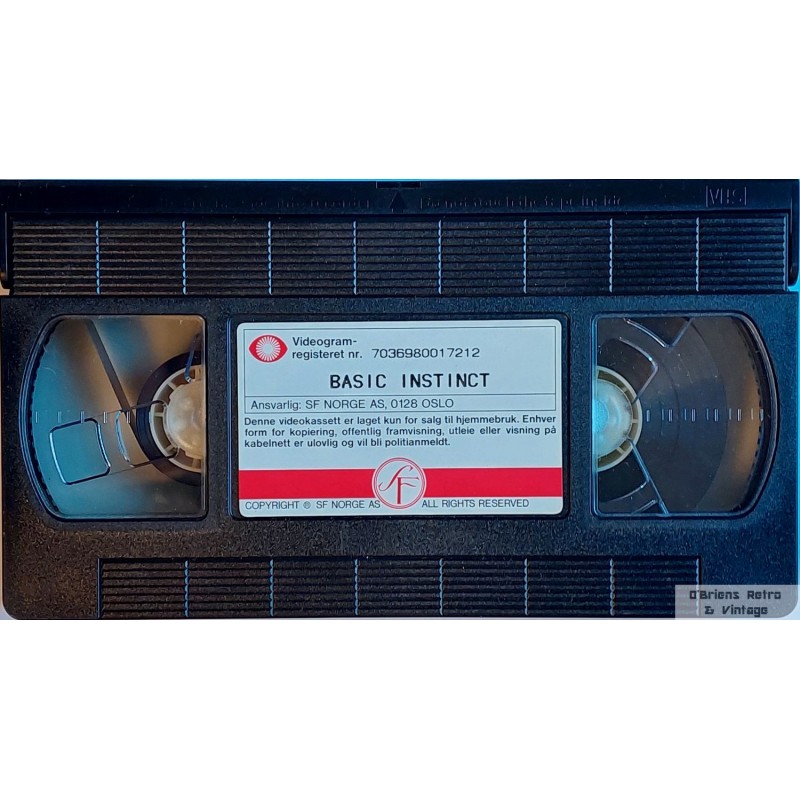 VHS
Videogram-
registeret nr. 7036980017212
BASIC INSTINCT
Ansvarlig: SF NORGE AS, 0128 OSLO
Denne videokassett er laget kun for salg til hjemmebruk. Enhver
form for kopiering, offentlig framvisning, utleie eller visning på
kabelnett er ulovlig og vil bli politianmeldt.
SF
COPYRIGHT ® SF NORGE AS ALL RIGHTS RESERVED
O'Briens Retro
& Vintage